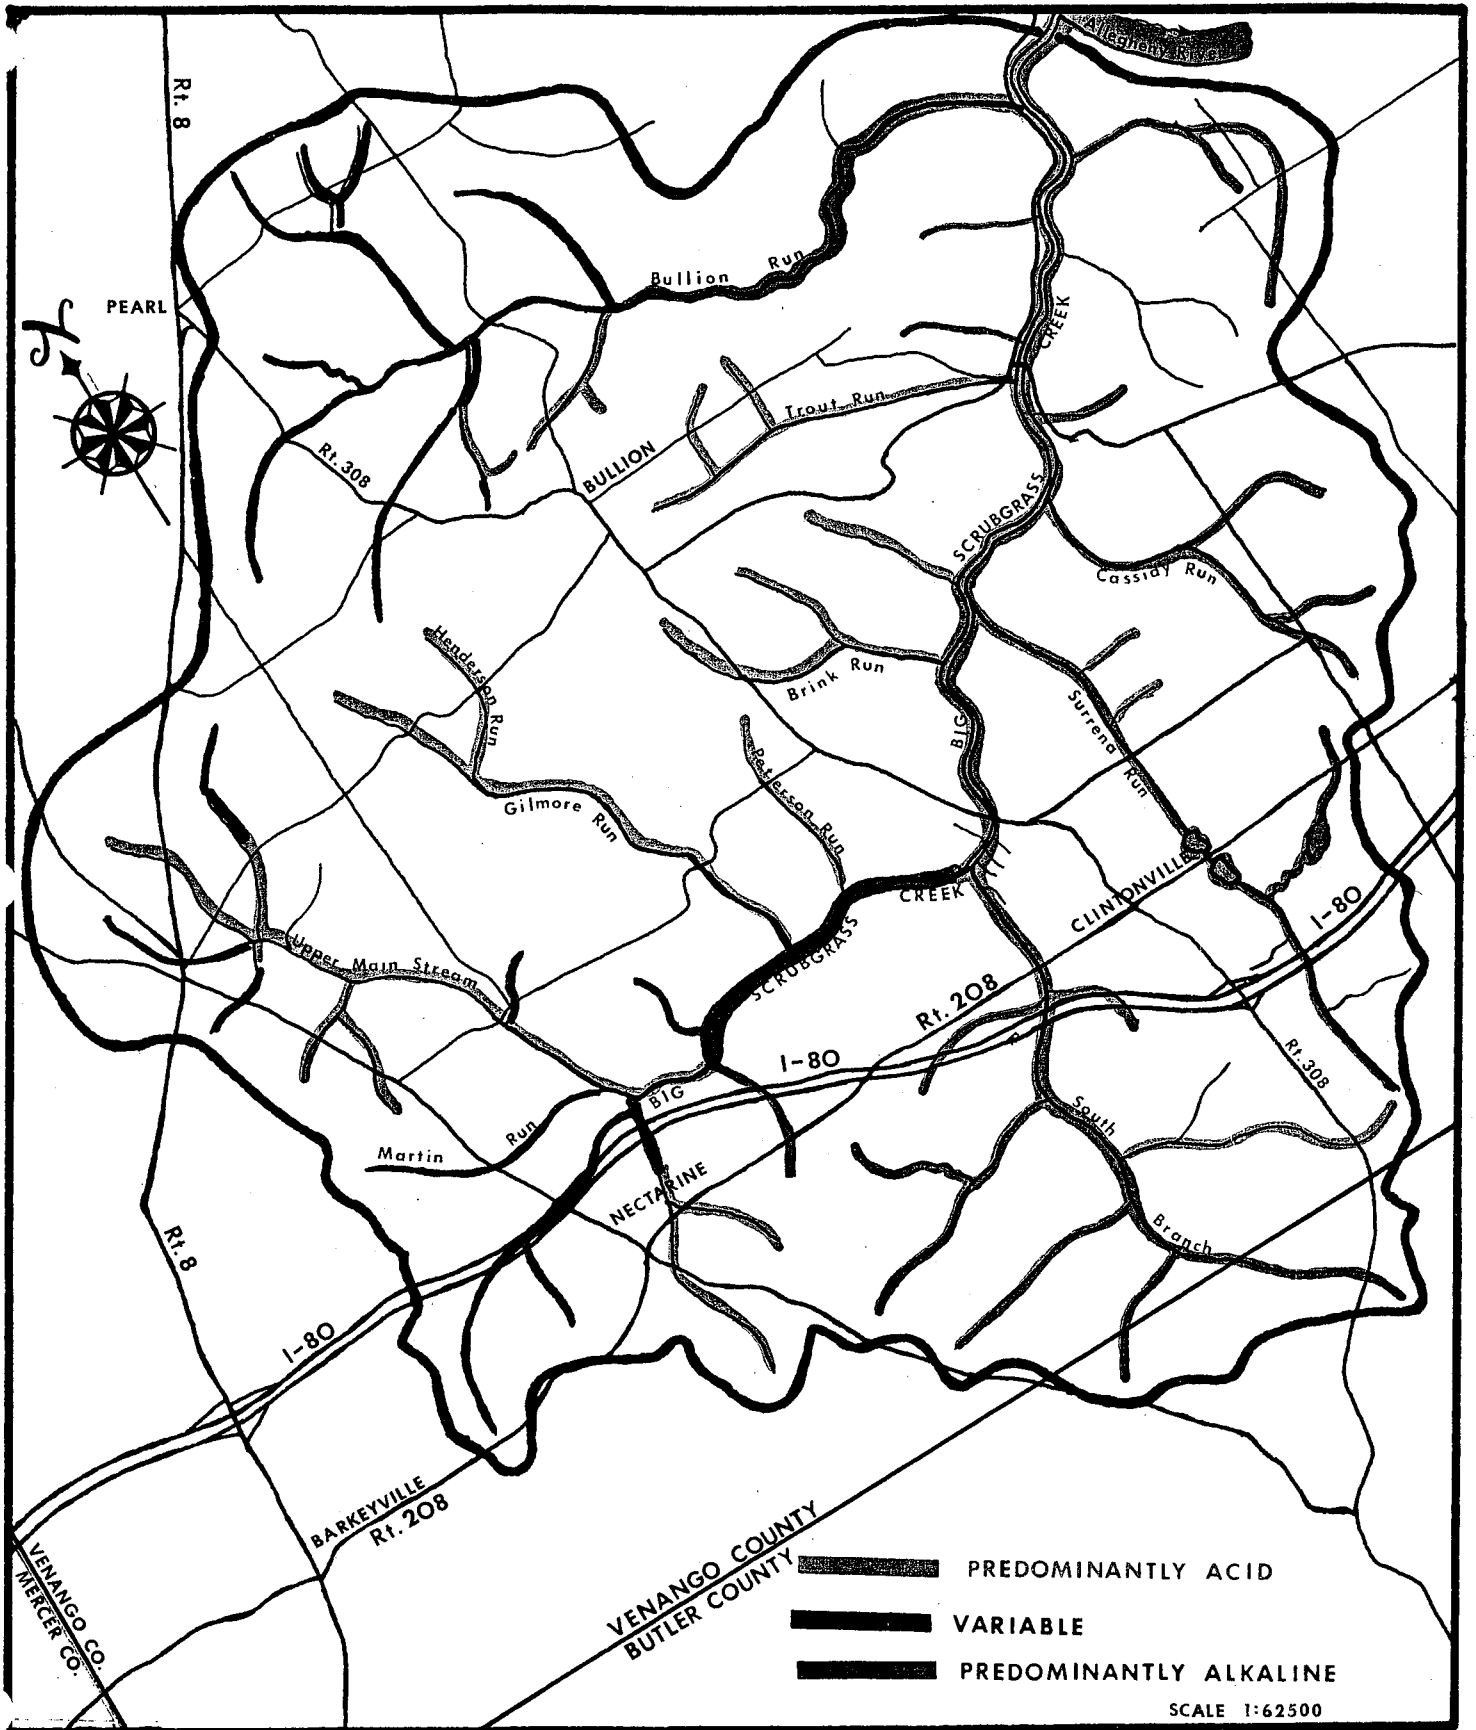 Allegheny River
Rt. 8
PEARL
Bullion Run
CREEK
Trout Run
Rt. 308
BULLION
SCRUBGRASS
Cassidy Run
Henderson Run
Brink Run
Surrena Run
BIG
Peterson Run
Gilmore Run
CREEK
CLINTONVILLE
I-80
SCRUBGRASS
Upper Main Stream
Rt. 208
I-80
Rt. 308
BIG
South
Martin Run
NECTARINE
Branch
Rt. 8
I-80
BARKEYVILLE
Rt. 208
VENANGO COUNTY
BUTLER COUNTY
VENANGO CO.
MERCER CO.
PREDOMINANTLY ACID
VARIABLE
PREDOMINANTLY ALKALINE
SCALE 1:62500